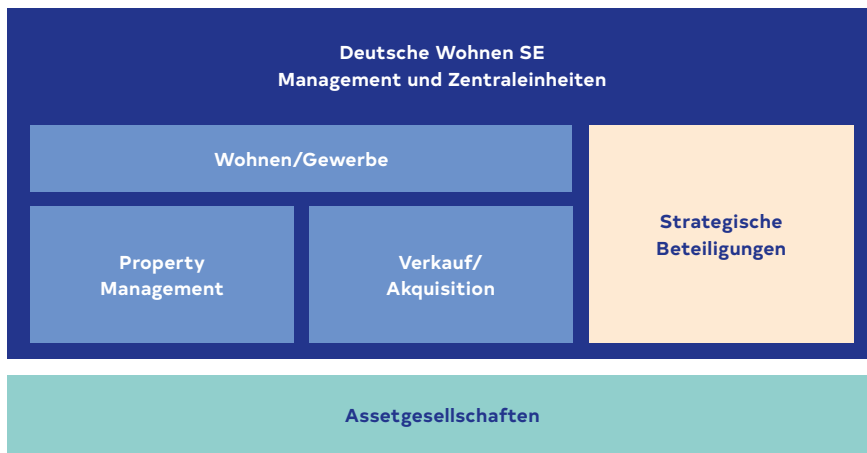 Deutsche Wohnen SE
Management und Zentraleinheiten
Wohnen/Gewerbe
Property
Management
Verkauf/
Akquisition
Strategische
Beteiligungen
Assetgesellschaften